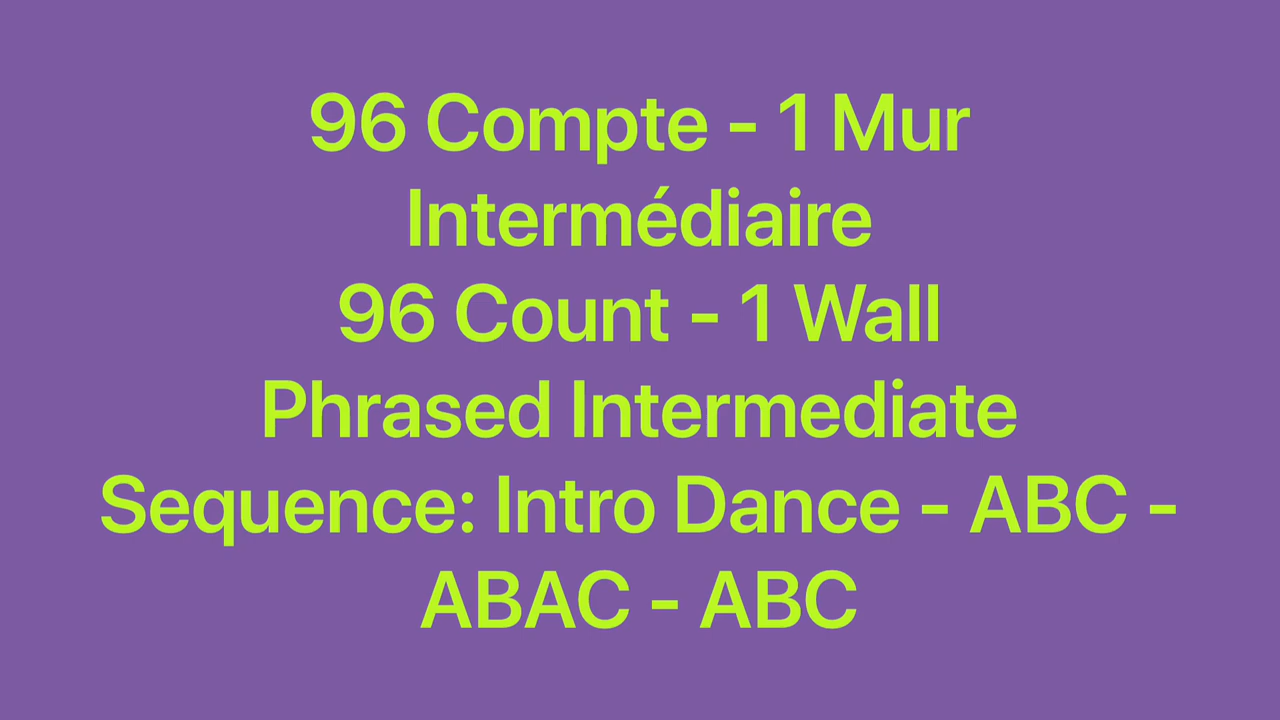 96 Compte - 1 Mur
Intermédiaire
96 Count - 1 Wall
Phrased Intermediate
Sequence: Intro Dance - ABC -
ABAC - ABC